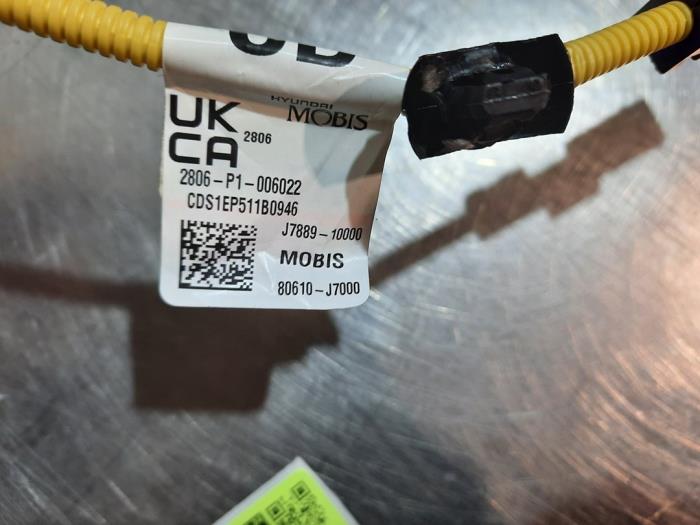 UK
CA
2806
HYUNDAI
MOBIS
2806-P1-006022
CDS1EP511B0946
J7889-10000
MOBIS
80610-J7000